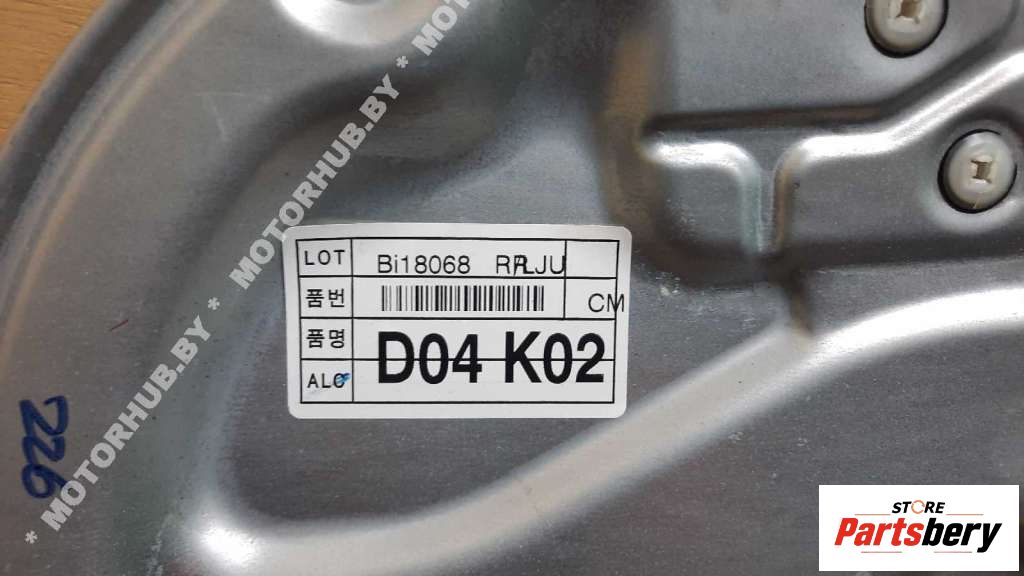 * MOTORHUB.BY * MOTORHUB.BY * MOTORHUB.BY * MO
LOT Bi18068
품번 CM
품명 D04 K02
ALC
226
STORE
Partsbery